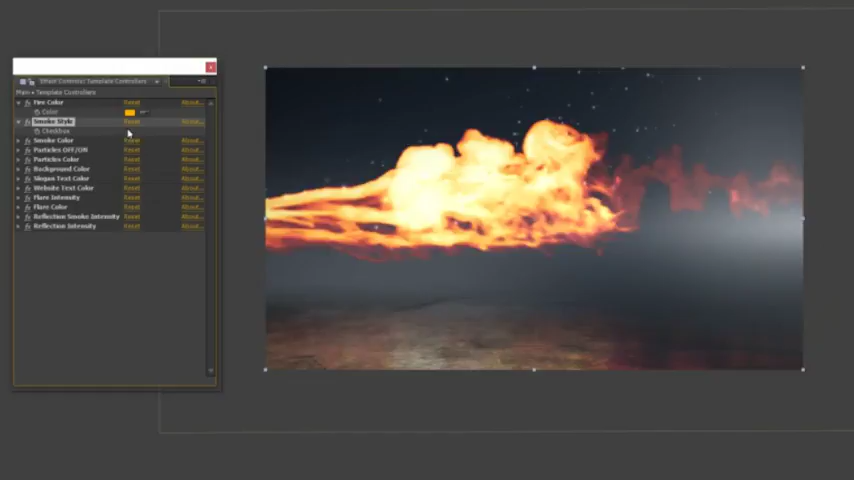 Effect Controls: Template Controllers
Main • Template Controllers
Fire Color Reset About...
Color
Smoke Style Reset About...
Checkbox
Smoke Color Reset About...
Particles OFF/ON Reset About...
Particles Color Reset About...
Background Color Reset About...
Slogan Text Color Reset About...
Website Text Color Reset About...
Flare Intensity Reset About...
Flare Color Reset About...
Reflection Smoke Intensity Reset About...
Reflection Intensity Reset About...